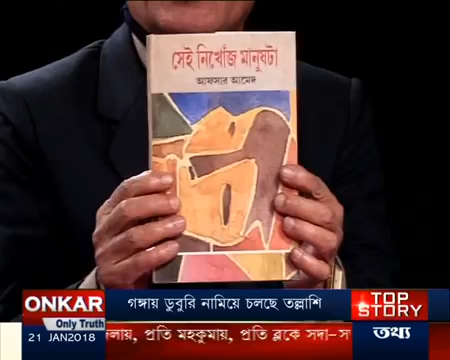 সেই নিখোঁজ মানুষটা
আফসার আমেদ
ONKAR
Only Truth
গঙ্গায় ডুবুরি নামিয়ে চলছে তল্লাশি
TOP
STORY
21 JAN2018
প্রতি মহকুমায়, প্রতি ব্লকে সদা-স
তথ্য